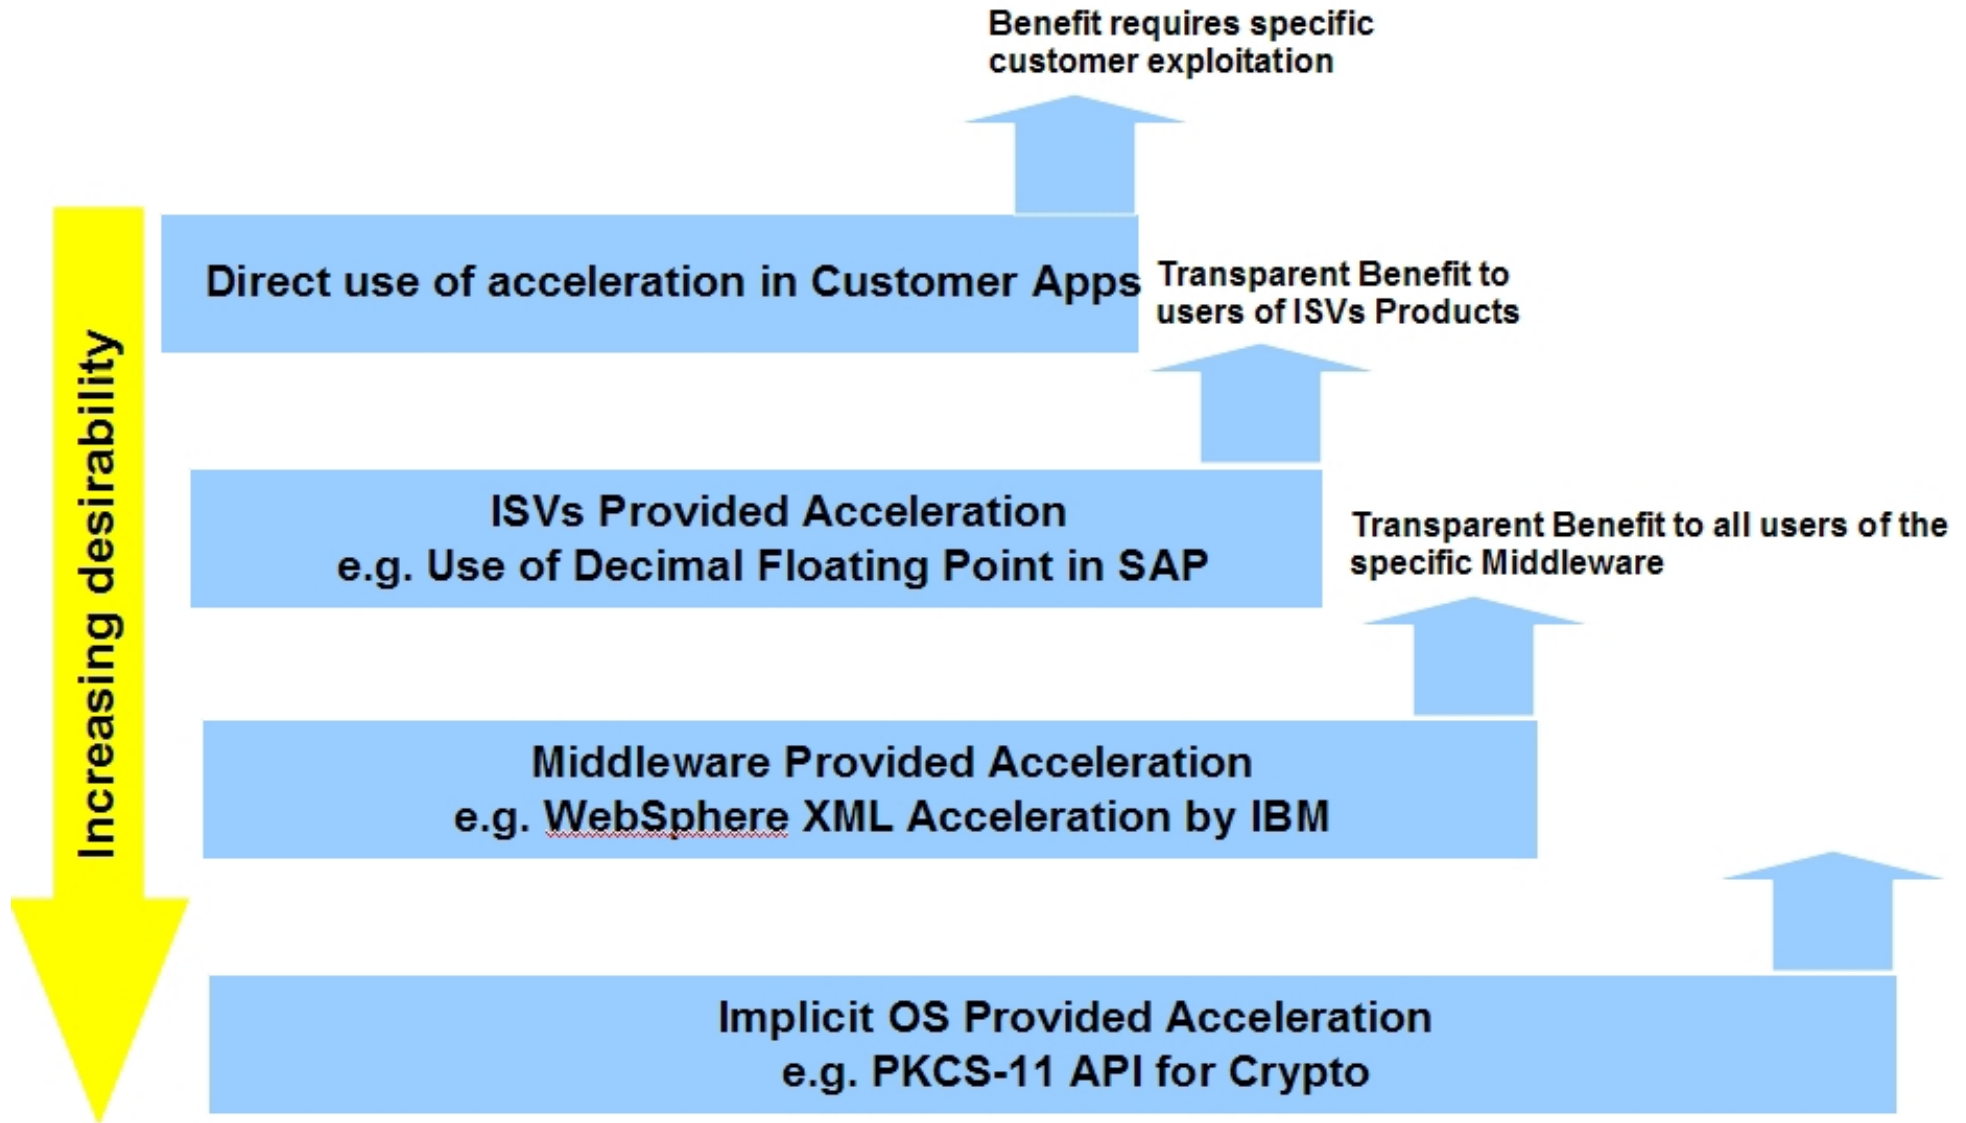 Benefit requires specific
customer exploitation
Direct use of acceleration in Customer Apps
Transparent Benefit to
users of ISVs Products
Increasing desirability
ISVs Provided Acceleration
e.g. Use of Decimal Floating Point in SAP
Transparent Benefit to all users of the
specific Middleware
Middleware Provided Acceleration
e.g. WebSphere XML Acceleration by IBM
Implicit OS Provided Acceleration
e.g. PKCS-11 API for Crypto